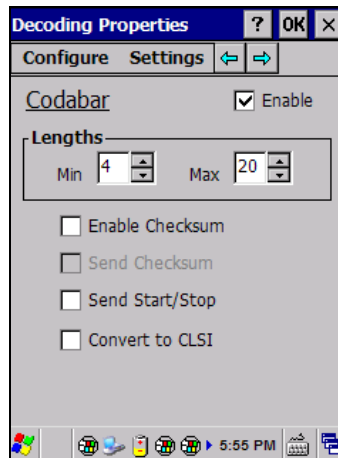 Decoding Properties ? OK ×
Configure Settings
Codabar Enable
Lengths
Min 4 Max 20
Enable Checksum
Send Checksum
Send Start/Stop
Convert to CLSI
5:55 PM